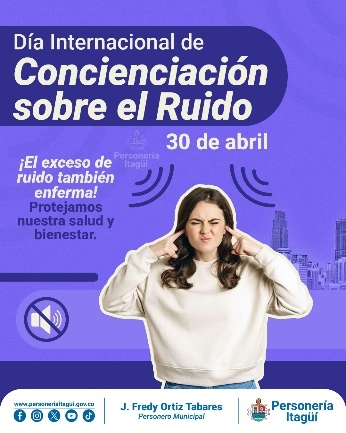 Día Internacional de
Concienciación
sobre el Ruido
30 de abril
Personería
Itagüí
¡El exceso de
ruido también
enferma!
Protejamos
nuestra salud y
bienestar.
www.personeriaitagui.gov.co
J. Fredy Ortiz Tabares
Personero Municipal
Personería
Itagüí